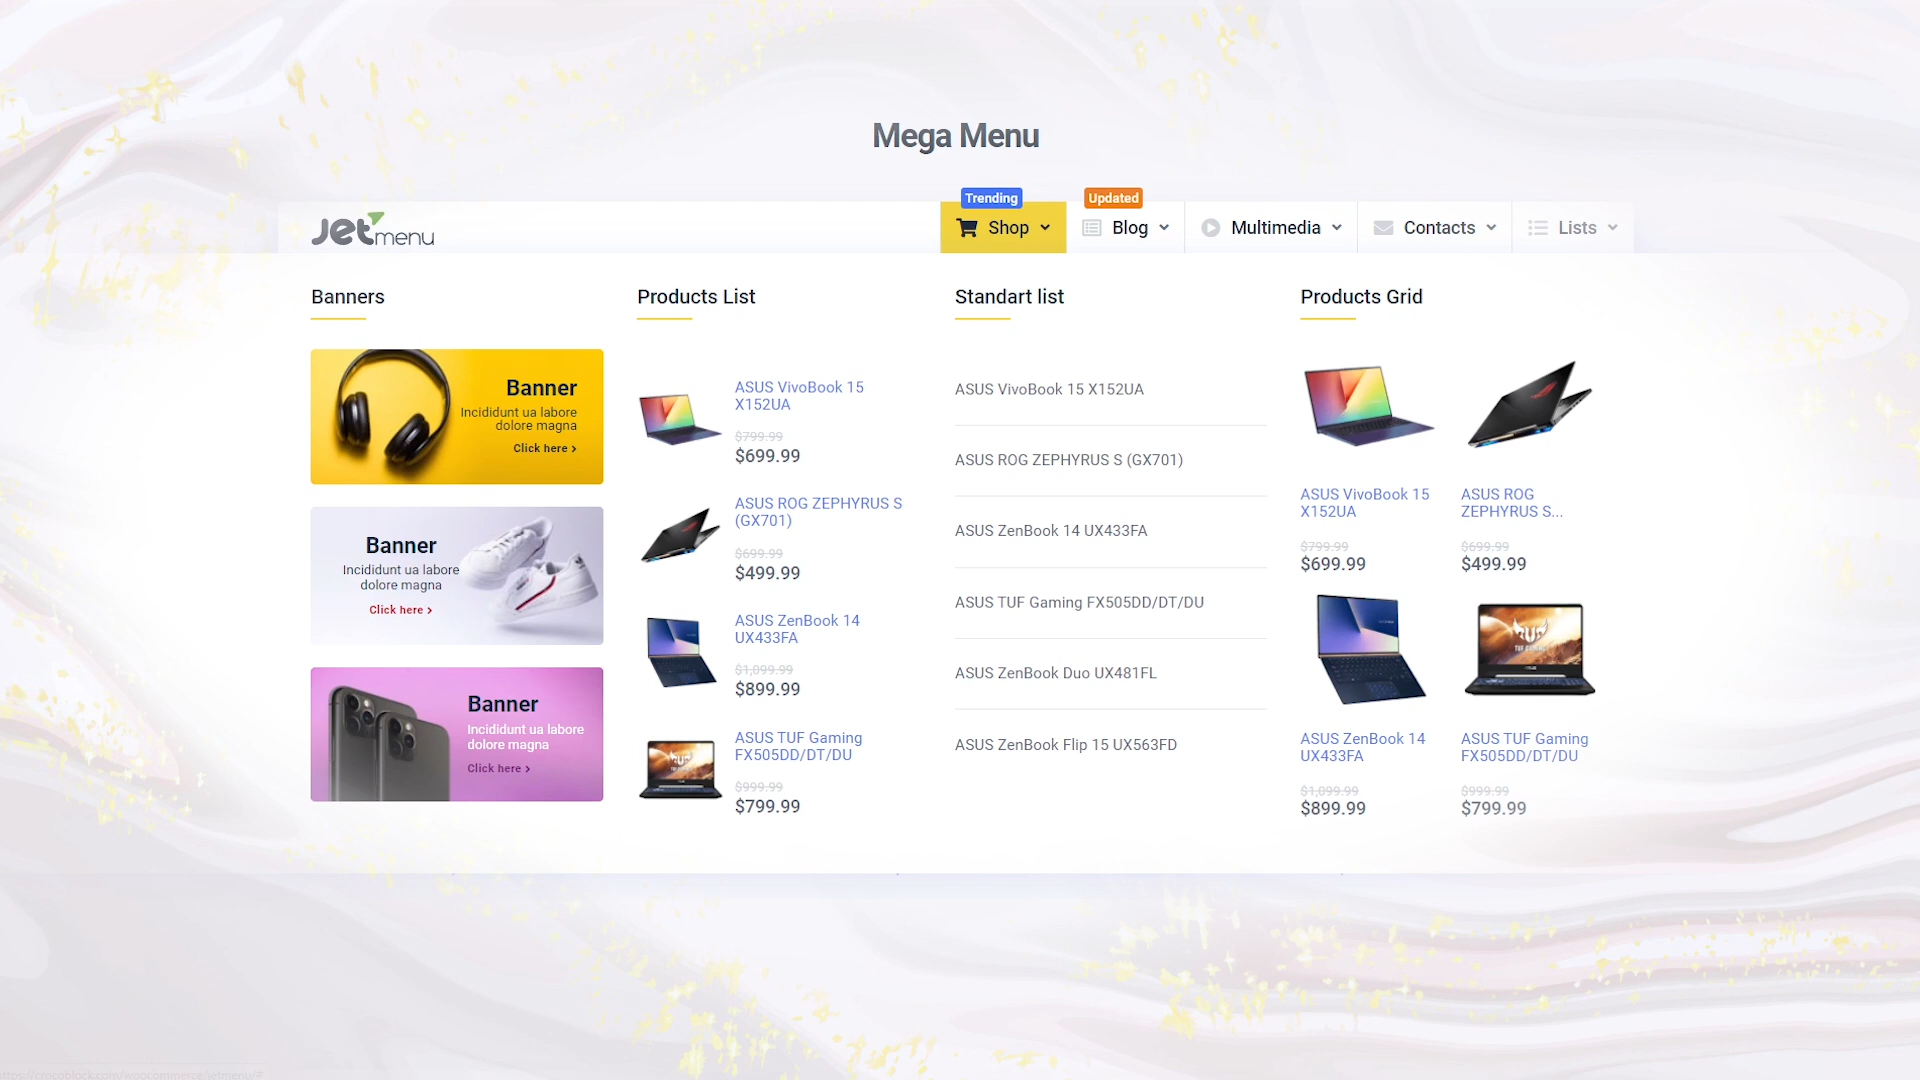 Mega Menu
Trending
Updated
Jetmenu
Shop
Blog
Multimedia
Contacts
Lists
Banners
Banner
Incididunt ua labore
dolore magna
Click here >
Banner
Incididunt ua labore
dolore magna
Click here >
Banner
Incididunt ua labore
dolore magna
Click here >
Products List
ASUS VivoBook 15
X152UA
$799.99
$699.99
ASUS ROG ZEPHYRUS S
(GX701)
$699.99
$499.99
ASUS ZenBook 14
UX433FA
$1,099.99
$899.99
ASUS TUF Gaming
FX505DD/DT/DU
$999.99
$799.99
Standart list
ASUS VivoBook 15 X152UA
ASUS ROG ZEPHYRUS S (GX701)
ASUS ZenBook 14 UX433FA
ASUS TUF Gaming FX505DD/DT/DU
ASUS ZenBook Duo UX481FL
ASUS ZenBook Flip 15 UX563FD
Products Grid
ASUS VivoBook 15
X152UA
$799.99
$699.99
ASUS ROG
ZEPHYRUS S...
$699.99
$499.99
TUF GAMING
ASUS ZenBook 14
UX433FA
$1,099.99
$899.99
ASUS TUF Gaming
FX505DD/DT/DU
$999.99
$799.99
https://crocoblock.com/woocommerce/jetmenu/#